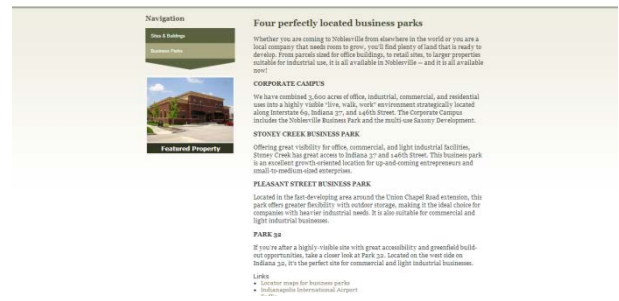 Navigation
Sites & Buildings
Business Parks
Featured Property
Four perfectly located business parks
Whether you are coming to Noblesville from elsewhere in the world or you are a
local company that needs room to grow, you'll find plenty of land that is ready to
develop. From parcels sized for office buildings, to retail sites, to larger properties
suitable for industrial use, it is all available in Noblesville – and it is all available
now!
CORPORATE CAMPUS
We have combined 3,600 acres of office, industrial, commercial, and residential
uses into a highly visible "live, walk, work" environment strategically located
along Interstate 69, Indiana 37, and 146th Street. The Corporate Campus
includes the Noblesville Business Park and the multi-use Saxony Development.
STONEY CREEK BUSINESS PARK
Offering great visibility for office, commercial, and light industrial facilities,
Stoney Creek has great access to Indiana 37 and 146th Street. This business park
is an excellent growth-oriented location for up-and-coming entrepreneurs and
small-to-medium-sized enterprises.
PLEASANT STREET BUSINESS PARK
Located in the fast-developing area around the Union Chapel Road extension, this
park offers greater flexibility with outdoor storage, making it the ideal choice for
companies with heavier industrial needs. It is also suitable for commercial and
light industrial businesses.
PARK 32
If you're after a highly-visible site with great accessibility and greenfield build-
out opportunities, take a closer look at Park 32. Located on the west side on
Indiana 32, it's the perfect site for commercial and light industrial businesses.
Links
Locator maps for business parks
Indianapolis International Airport